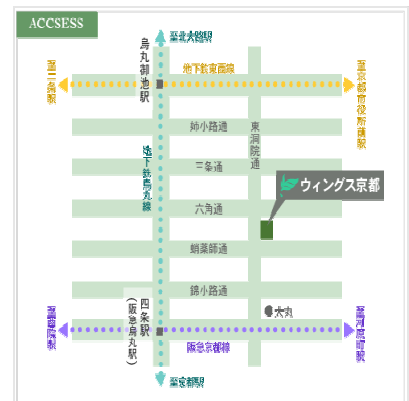 ACCSESS
至北大路駅
烏丸御池駅
地下鉄東西線
至二条駅
至京都市役所前駅
姉小路通
東洞院通
地下鉄烏丸線
三条通
ウィングス京都
六角通
蛸薬師通
錦小路通
四条駅
(阪急烏丸駅)
大丸
至西院駅
至河原町駅
阪急京都線
至京都駅